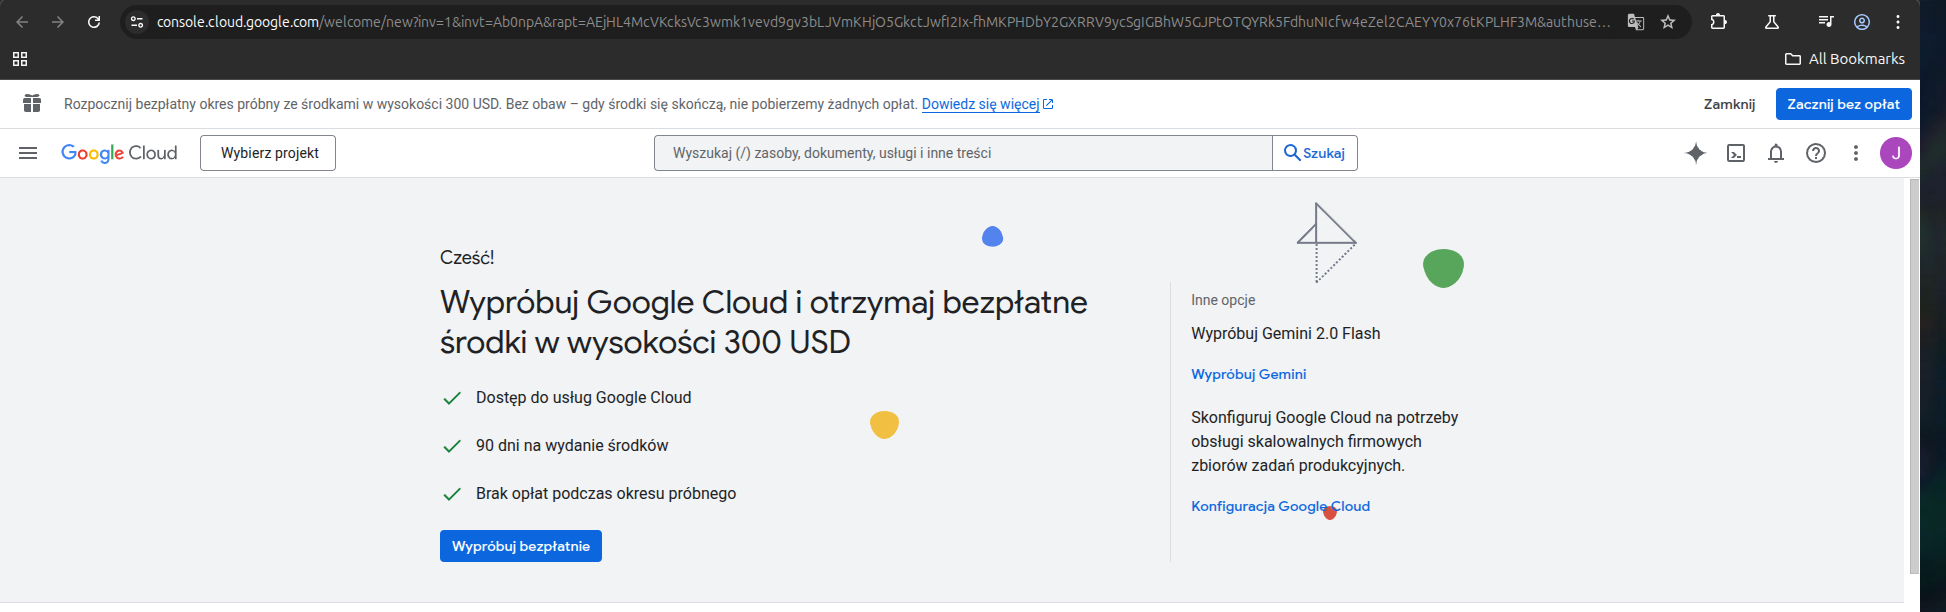 console.cloud.google.com/welcome/new?inv=1&invt=Ab0npA&rapt=AEjHL4McVKcksVc3wmk1vevd9gv3bLJVmKHjO5GkctJwfI2Ix-fhMKPHDbY2GXRRV9ycSgIGBhW5GJPtOTQYRk5FdhuNIcfw4eZel2CAEYY0x76tKPLHF3M&authuse...
All Bookmarks
Rozpocznij bezpłatny okres próbny ze środkami w wysokości 300 USD. Bez obaw – gdy środki się skończą, nie pobierzemy żadnych opłat. Dowiedz się więcej
Zamknij
Zacznij bez opłat
Google Cloud
Wybierz projekt
Wyszukaj (/) zasoby, dokumenty, usługi i inne treści
Szukaj
J
Cześć!
Wypróbuj Google Cloud i otrzymaj bezpłatne
środki w wysokości 300 USD
Dostęp do usług Google Cloud
90 dni na wydanie środków
Brak opłat podczas okresu próbnego
Wypróbuj bezpłatnie
Inne opcje
Wypróbuj Gemini 2.0 Flash
Wypróbuj Gemini
Skonfiguruj Google Cloud na potrzeby
obsługi skalowalnych firmowych
zbiorów zadań produkcyjnych.
Konfiguracja Google Cloud